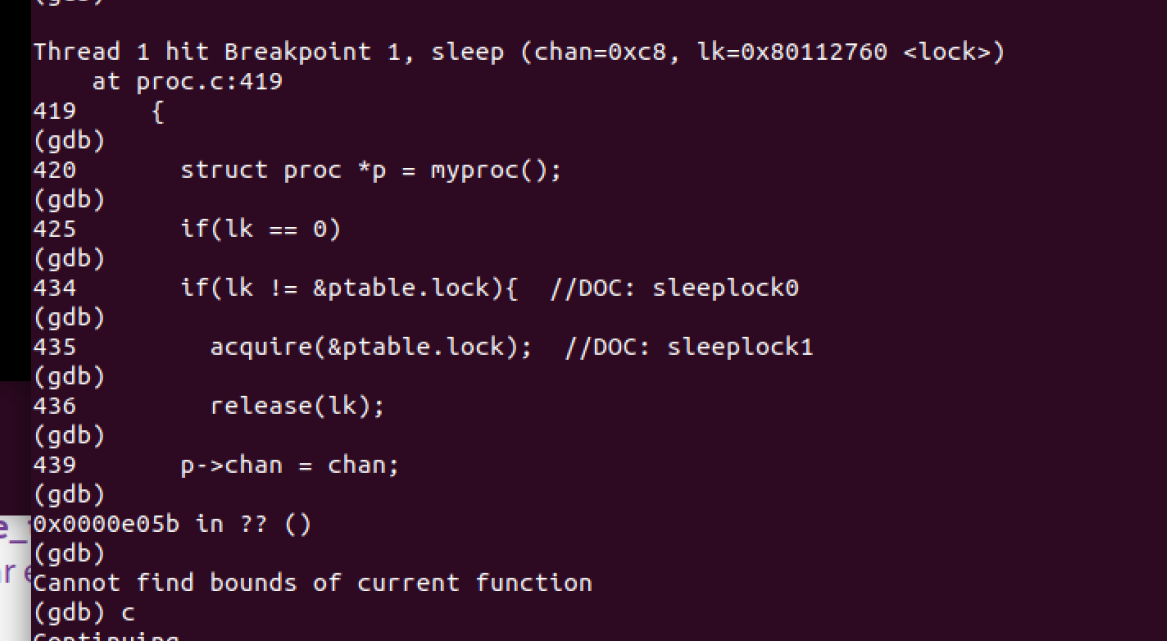 (gdb)
Thread 1 hit Breakpoint 1, sleep (chan=0xc8, lk=0x80112760 <lock>)
    at proc.c:419
419     {
(gdb)
420       struct proc *p = myproc();
(gdb)
425       if(lk == 0)
(gdb)
434       if(lk != &ptable.lock){  //DOC: sleeplock0
(gdb)
435         acquire(&ptable.lock);  //DOC: sleeplock1
(gdb)
436         release(lk);
(gdb)
439       p->chan = chan;
(gdb)
0x0000e05b in ?? ()
(gdb)
Cannot find bounds of current function
(gdb) c
Continuing.